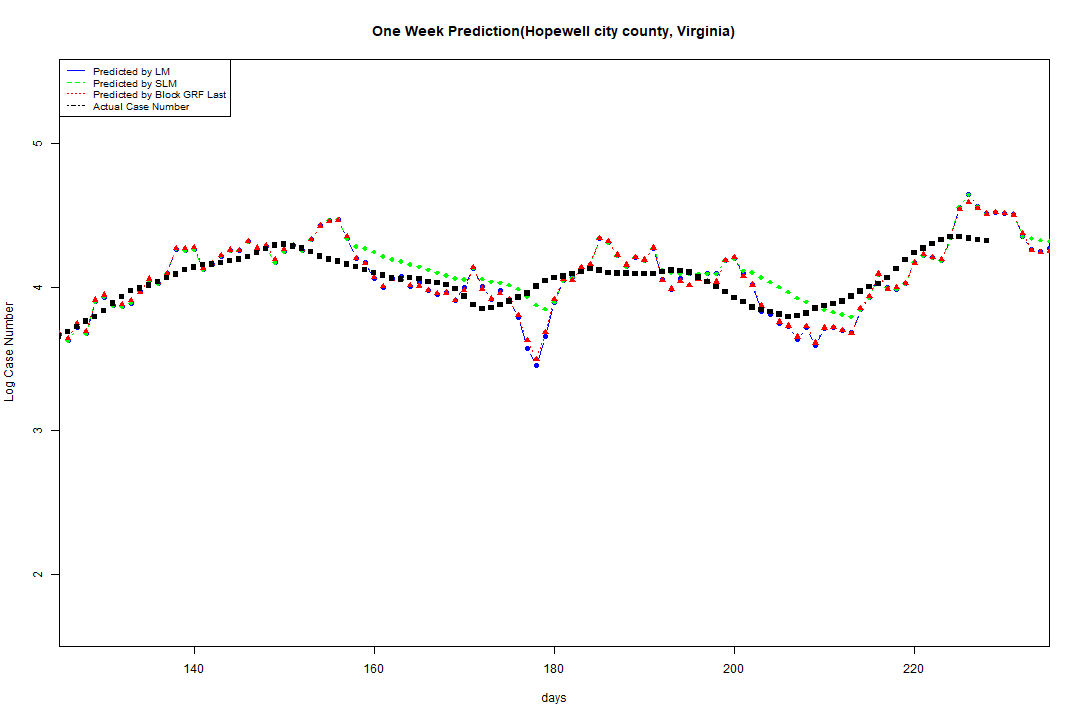 One Week Prediction(Hopewell city county, Virginia)
Predicted by LM
Predicted by SLM
Predicted by Block GRF Last
Actual Case Number
5
4
3
2
Log Case Number
140 160 180 200 220
days